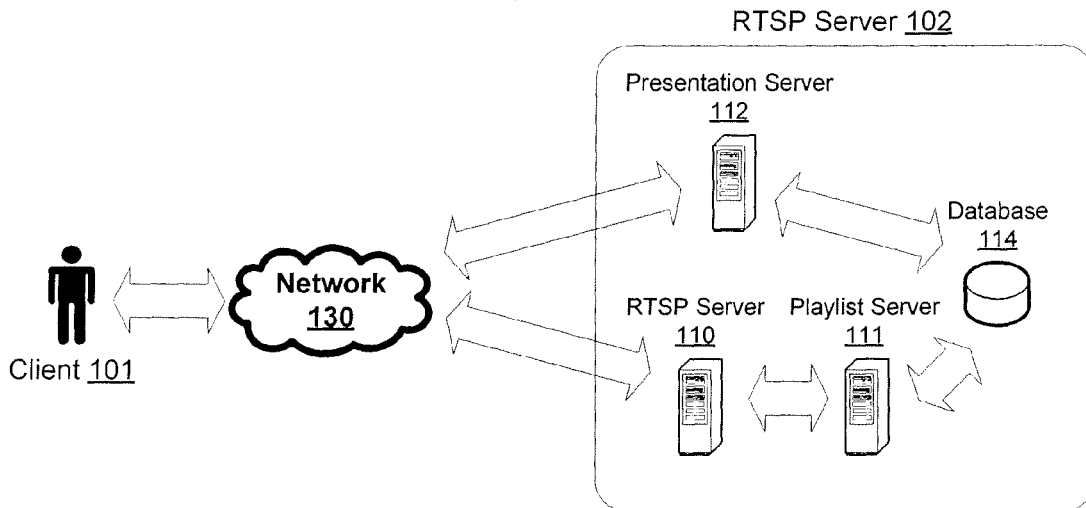 RTSP Server 102
Presentation Server
112
Database
114
Network
130
RTSP Server
110
Playlist Server
111
Client 101